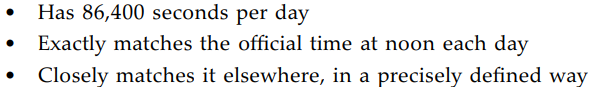 • Has 86,400 seconds per day
• Exactly matches the official time at noon each day
• Closely matches it elsewhere, in a precisely defined way